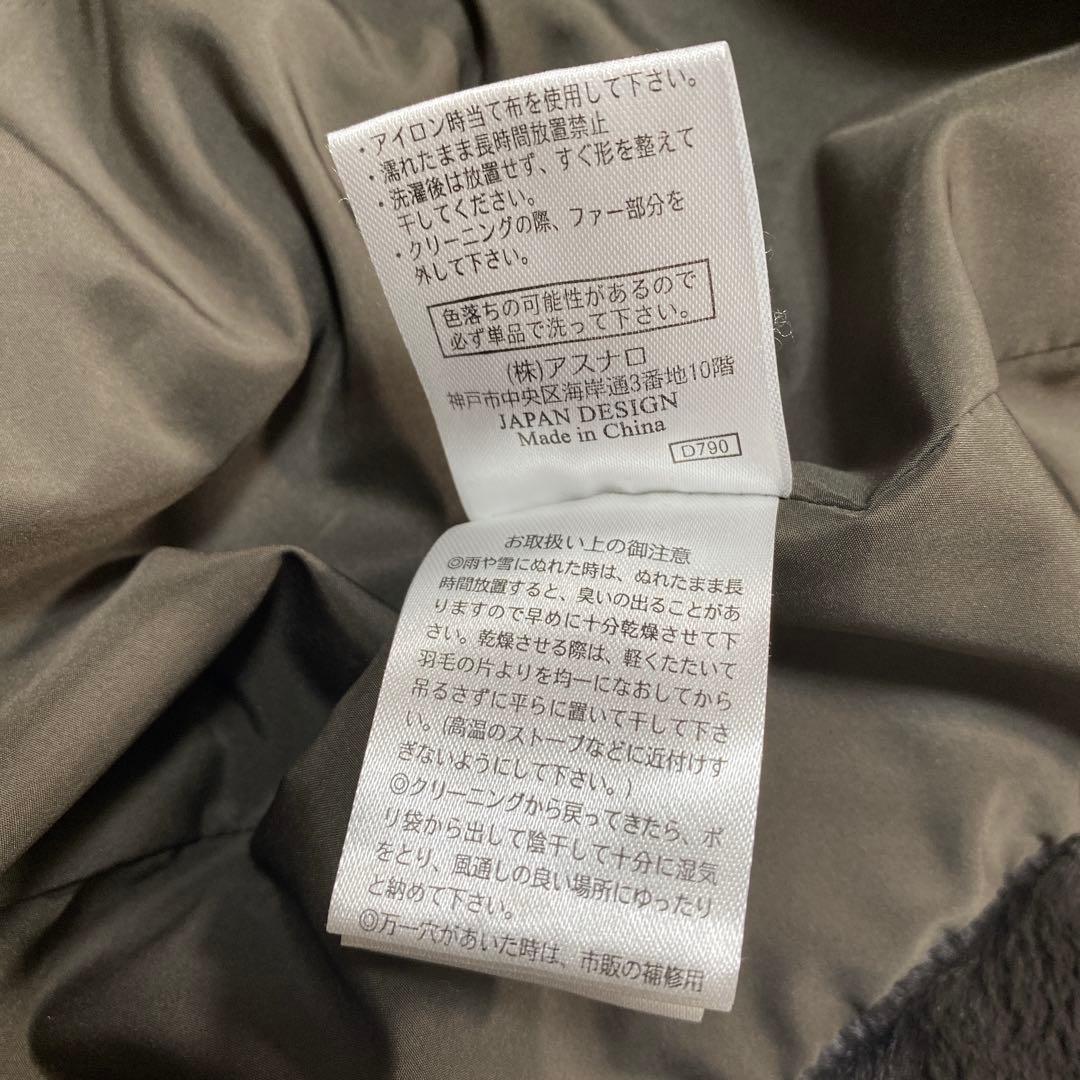 ・アイロン時当て布を使用して下さい。
・濡れたまま長時間放置禁止
・洗濯後は放置せず、すぐ形を整えて
干してください。
・クリーニングの際、ファー部分を
外して下さい。
色落ちの可能性があるので
必ず単品で洗って下さい。
(株)アスナロ
神戸市中央区海岸通3番地10階
JAPAN DESIGN
Made in China
D790
お取扱い上の御注意
◎雨や雪にぬれた時は、ぬれたまま長
時間放置すると、臭いの出ることがあ
りますので早めに十分乾燥させて下
さい。乾燥させる際は、軽くたたいて
羽毛の片よりを均一になおしてから
吊るさずに平らに置いて干して下さ
い。(高温のストーブなどに近付けす
ぎないようにして下さい。)
◎クリーニングから戻ってきたら、ポ
リ袋から出して陰干して十分に湿気
をとり、風通しの良い場所にゆったり
と納めて下さい。
◎万一穴があいた時は、市販の補修用